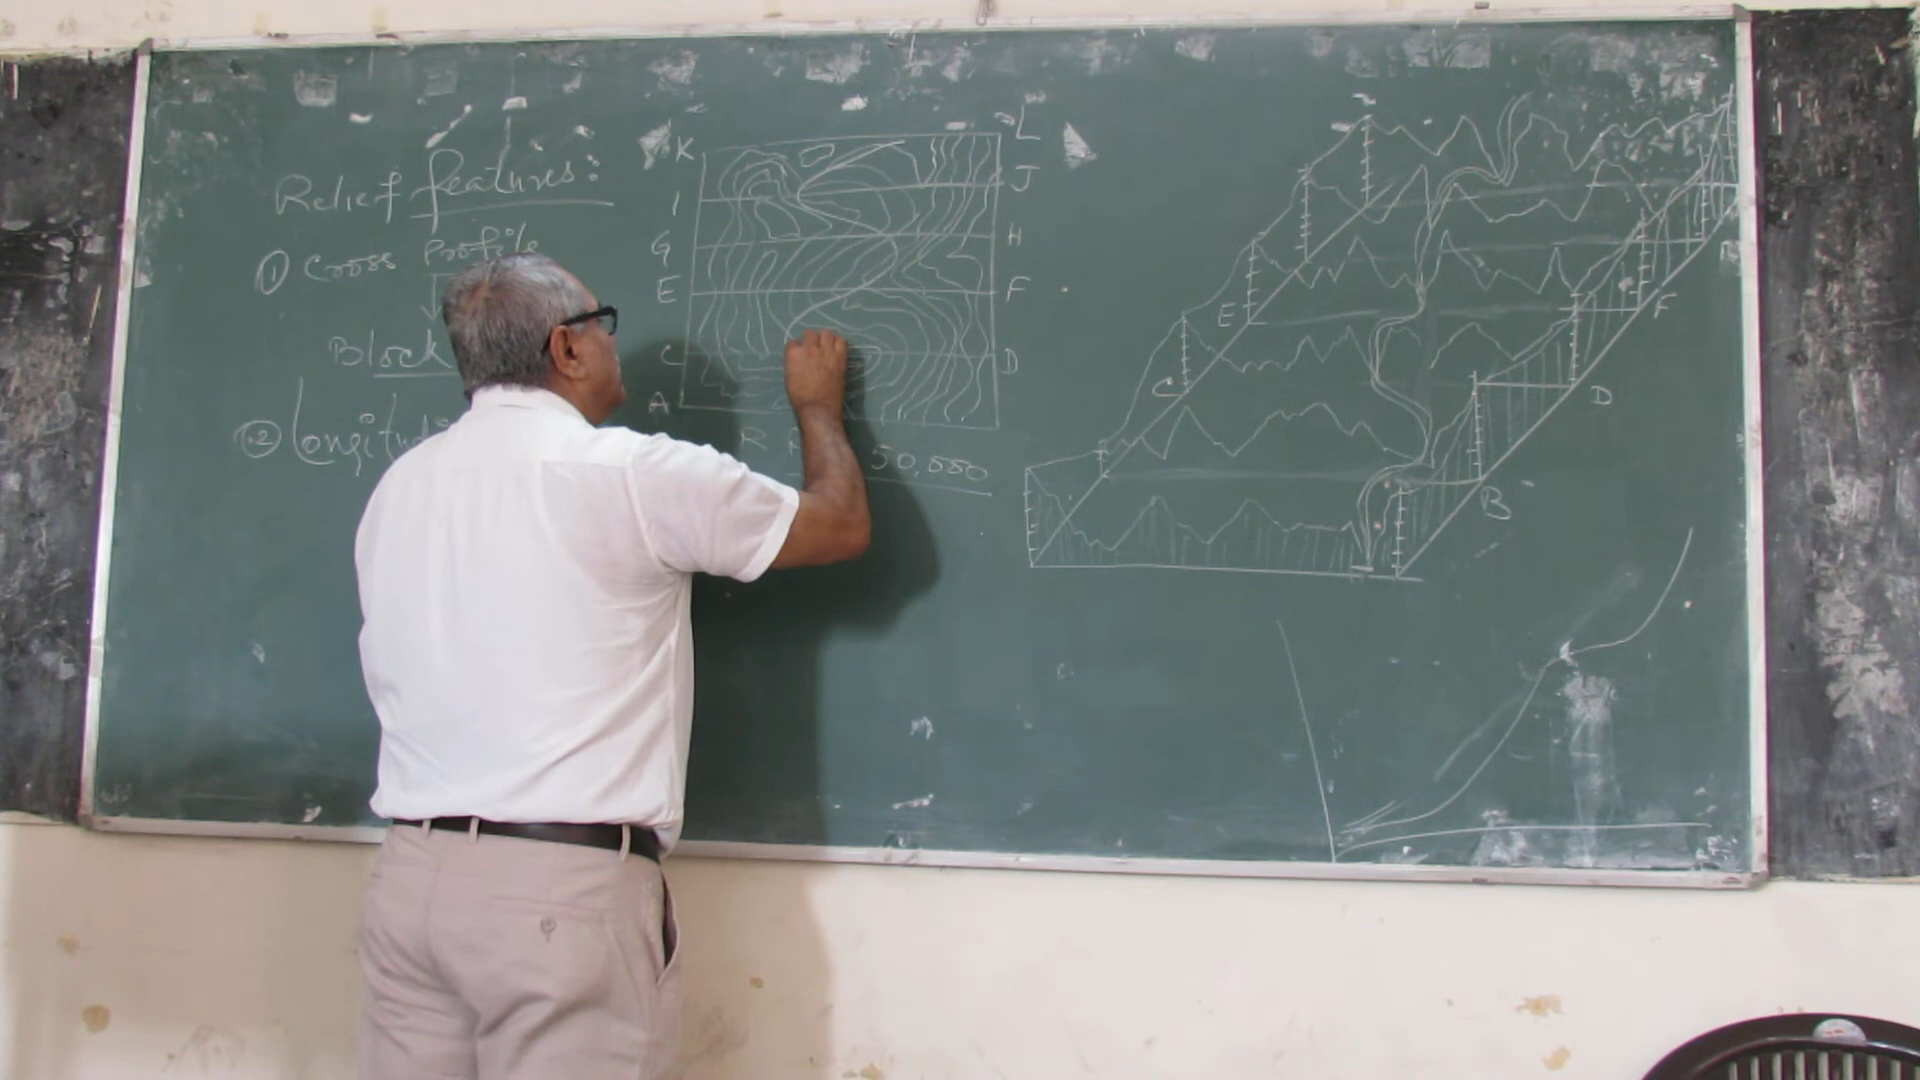 Relief features:
① Cross Profile
Block
② Longitud
K L
I J
G H
E F
C D
A
R F 50,000
E F
C D
B